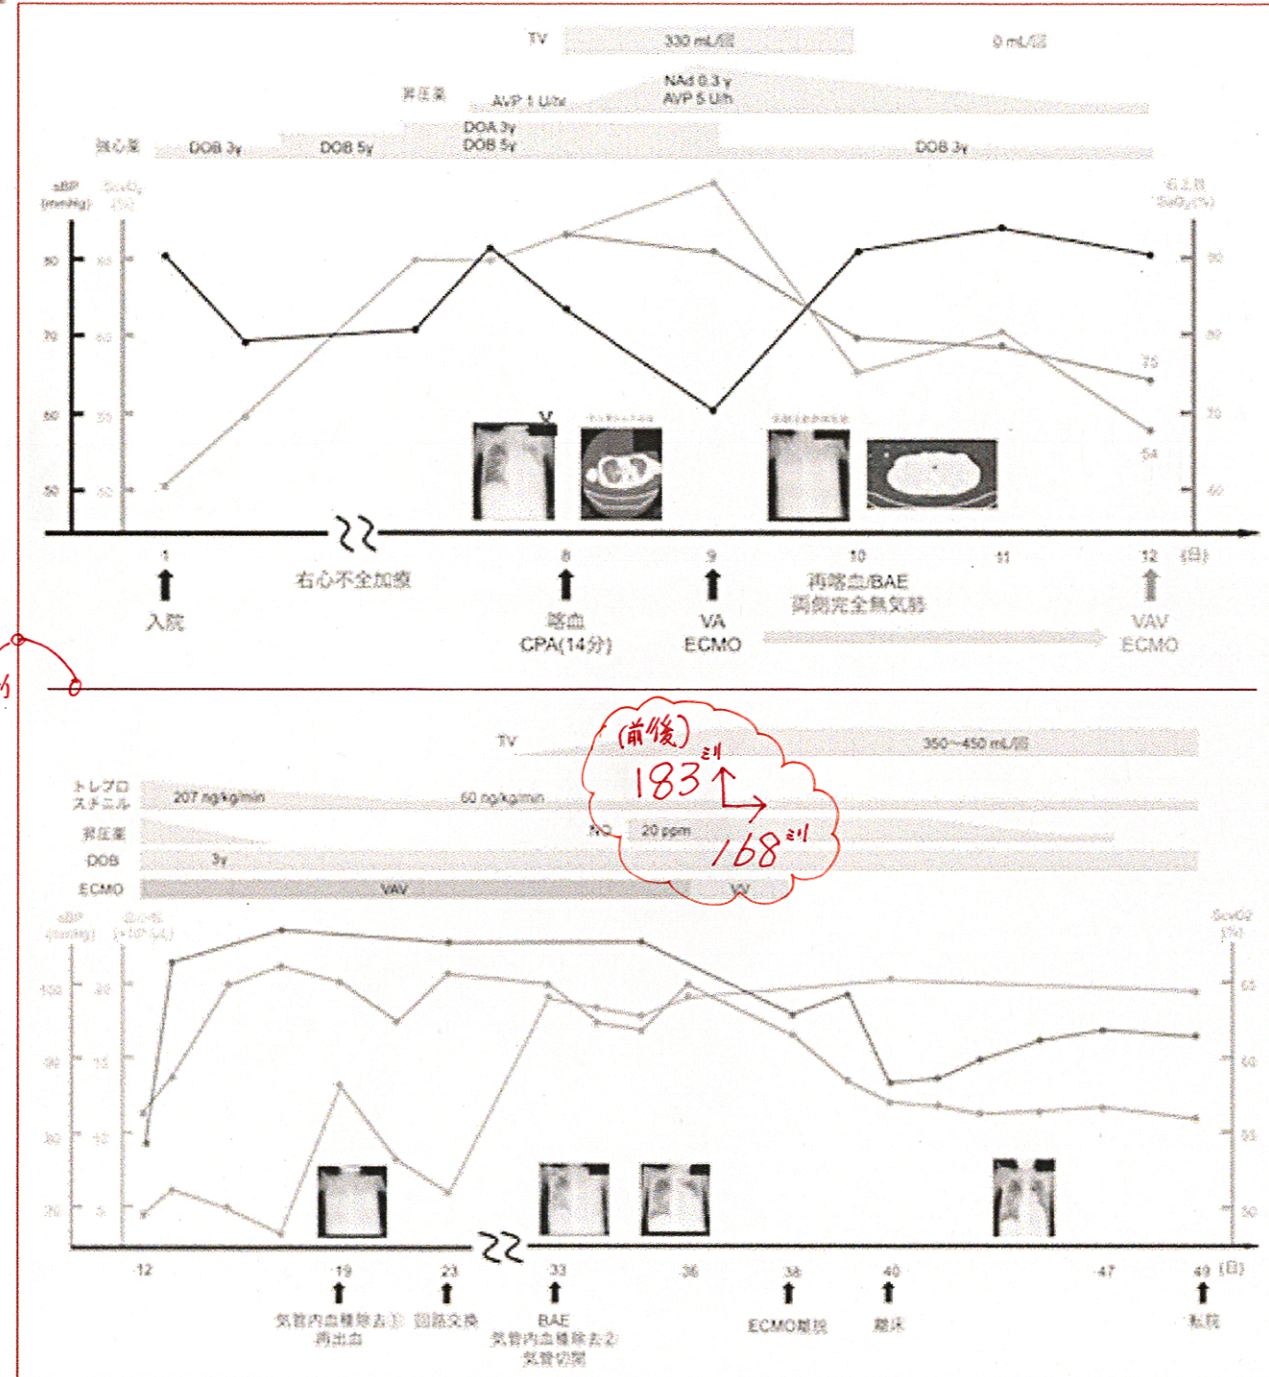 TV 330 mL/回 0 mL/回
昇圧薬 AVP 1 U/hr NAd 0.3 γ
AVP 5 U/h
強心薬 DOB 3γ DOB 5γ DOA 3γ
DOB 5γ DOB 3γ
sBP
(mmHg)
ScvO₂
(%)
右上肢
SaO₂(%)
80 80 90
70 60 80
60 50 70
50 40 60
75
54
1 8 9 10 11 12 (日)
入院
右心不全加療
喀血
CPA(14分)
VA
ECMO
再喀血/BAE
両側完全無気肺
VAV
ECMO
TV 350〜450 mL/回
トレプロ
スチニル 207 ng/kg/min 60 ng/kg/min
昇圧薬 NO 20 ppm
DOB 3γ
ECMO VAV VV
(前後)
183ミリ
168ミリ
sBP
(mmHg)
ScvO2
(%)
100 20 65
90 15 60
80 10 55
70 5 50
12 19 23 33 36 38 40 47 49 (日)
気管内血腫除去①
再出血
回路交換
BAE
気管内血腫除去②
気管切開
ECMO離脱
離床
転院